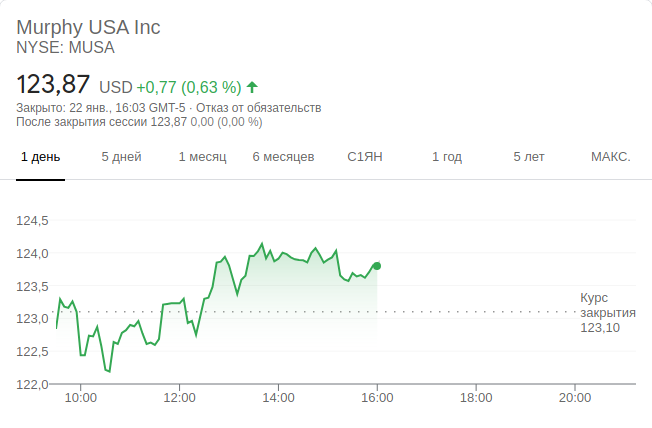 Murphy USA Inc
NYSE: MUSA
123,87 USD +0,77 (0,63 %)
Закрыто: 22 янв., 16:03 GMT-5 · Отказ от обязательств
После закрытия сессии 123,87 0,00 (0,00 %)
1 день 5 дней 1 месяц 6 месяцев С1ЯН 1 год 5 лет МАКС.
124,5
124,0
123,5
123,0
122,5
122,0
Курс
закрытия
123,10
10:00 12:00 14:00 16:00 18:00 20:00